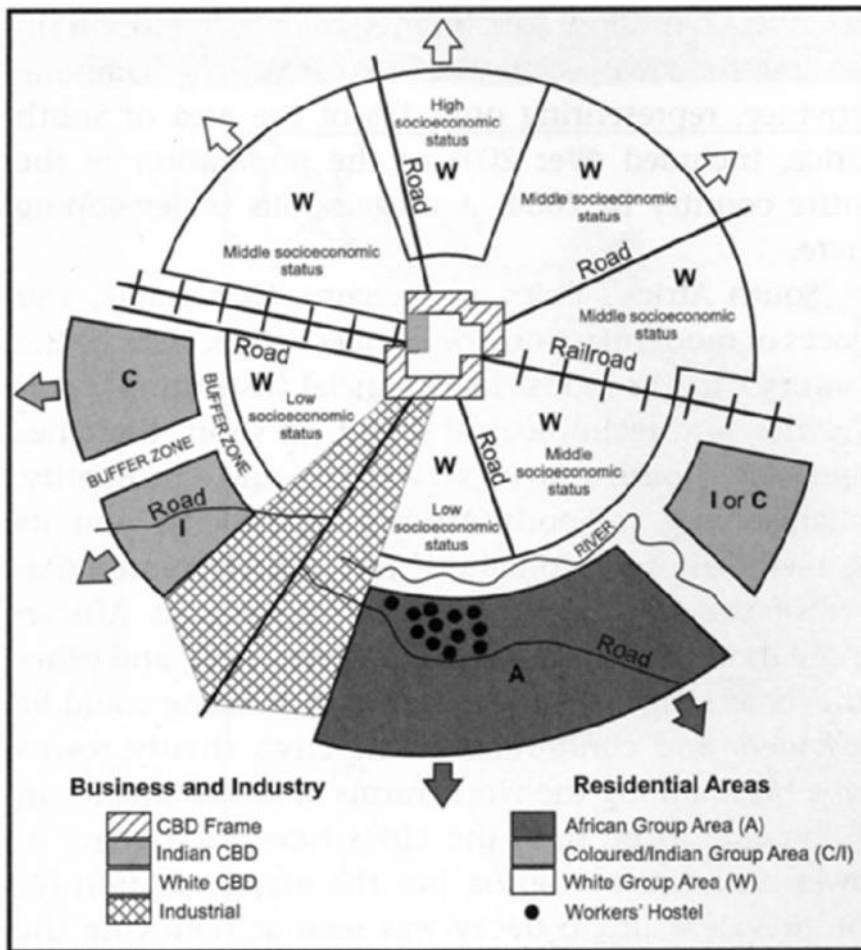 High
socioeconomic
status
W
Road
W
Middle socioeconomic
status
W
Middle socioeconomic
status
Road
W
Middle socioeconomic
status
Railroad
C
Road
W
Low
socioeconomic
status
BUFFER ZONE
BUFFER ZONE
Road
I
W
Low
socioeconomic
status
Road
W
Middle
socioeconomic
status
RIVER
I or C
Road
A
Business and Industry
CBD Frame
Indian CBD
White CBD
Industrial
Residential Areas
African Group Area (A)
Coloured/Indian Group Area (C/I)
White Group Area (W)
Workers' Hostel